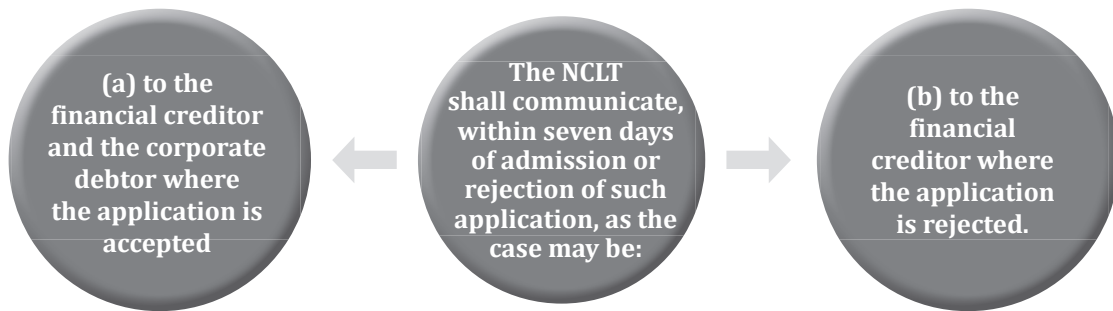 (a) to the
financial creditor
and the corporate
debtor where
the application is
accepted
The NCLT
shall communicate,
within seven days
of admission or
rejection of such
application, as the
case may be:
(b) to the
financial
creditor where
the application
is rejected.